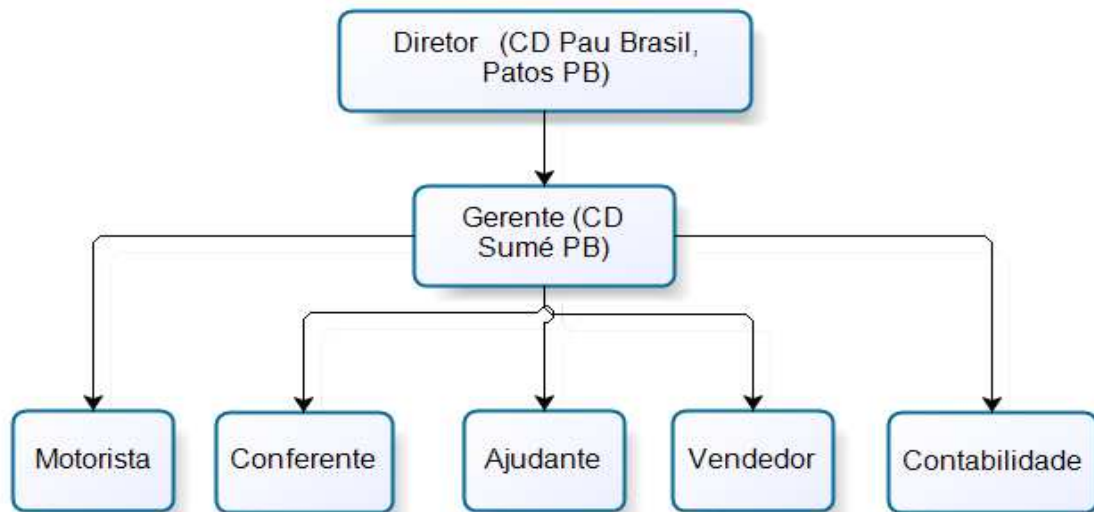 Diretor (CD Pau Brasil,
Patos PB)
Gerente (CD
Sumé PB)
Motorista
Conferente
Ajudante
Vendedor
Contabilidade